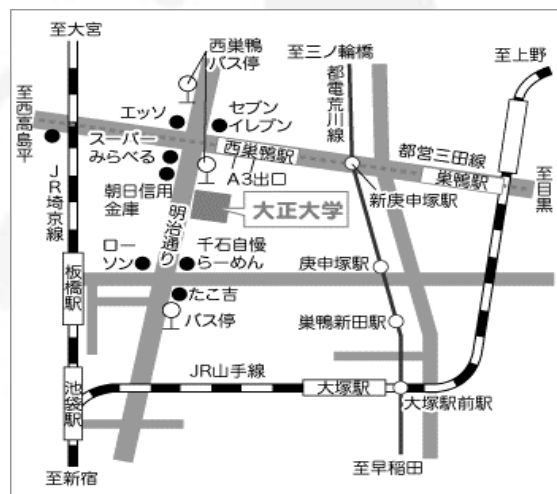 至大宮
西巣鴨
バス停
至三ノ輪橋
至上野
都電荒川線
至西高島平
エッソ
セブン
イレブン
スーパー
みらべる
西巣鴨駅
都営三田線
巣鴨駅
至目黒
A3出口
朝日信用
金庫
新庚申塚駅
JR埼京線
明治通り
大正大学
ロー
ソン
千石自慢
らーめん
庚申塚駅
板橋駅
たこ吉
バス停
巣鴨新田駅
JR山手線
池袋駅
大塚駅
大塚駅前駅
至新宿
至早稲田